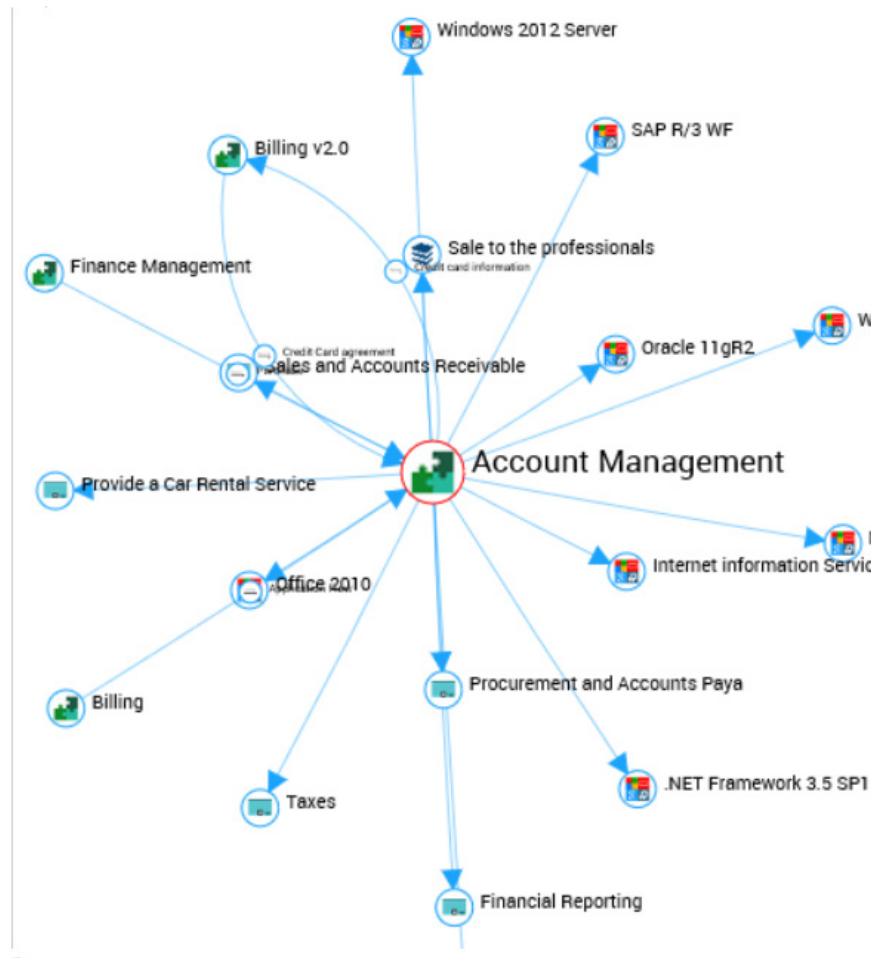 Windows 2012 Server
SAP R/3 WF
Billing v2.0
Sale to the professionals
Credit card information
Finance Management
W
Oracle 11gR2
Credit Card agreement
Sales and Accounts Receivable
Account Management
Provide a Car Rental Service
Internet information Servic
Office 2010
Procurement and Accounts Paya
Billing
.NET Framework 3.5 SP1
Taxes
Financial Reporting